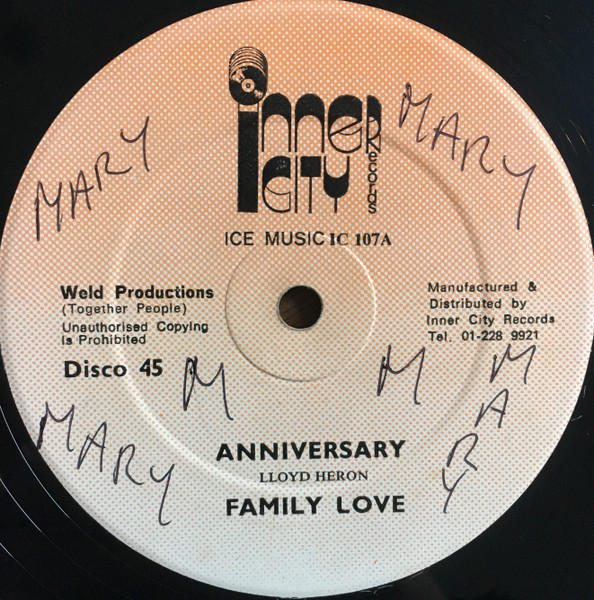 inner
City
Records
MARY
MARY
ICE MUSIC IC 107A
Weld Productions
(Together People)
Unauthorised Copying
Is Prohibited
Disco 45
Manufactured &
Distributed by
Inner City Records
Tel. 01-228 9921
M
M
MARY
MARY
ANNIVERSARY
LLOYD HERON
FAMILY LOVE